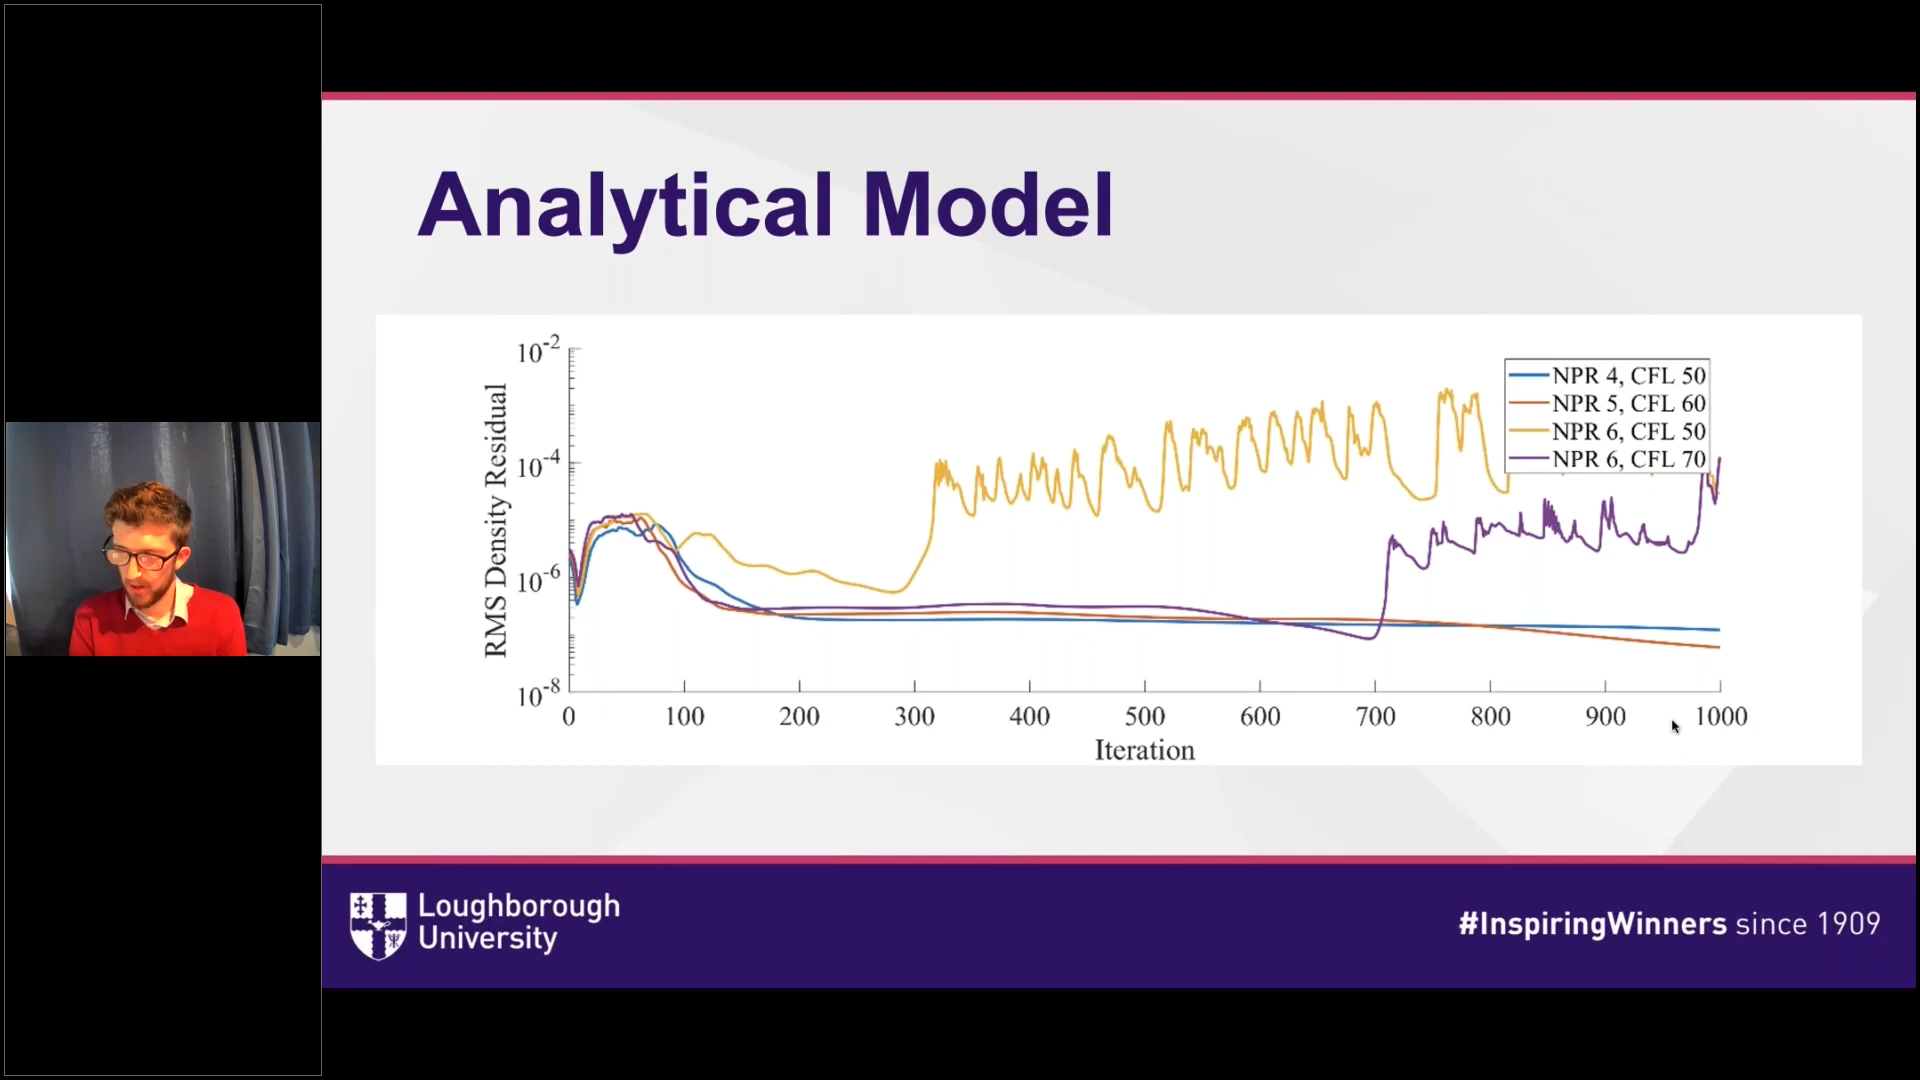 Analytical Model
10-2
10-4
10-6
10-8
RMS Density Residual
NPR 4, CFL 50
NPR 5, CFL 60
NPR 6, CFL 50
NPR 6, CFL 70
0 100 200 300 400 500 600 700 800 900 1000
Iteration
Loughborough
University
#InspiringWinners since 1909